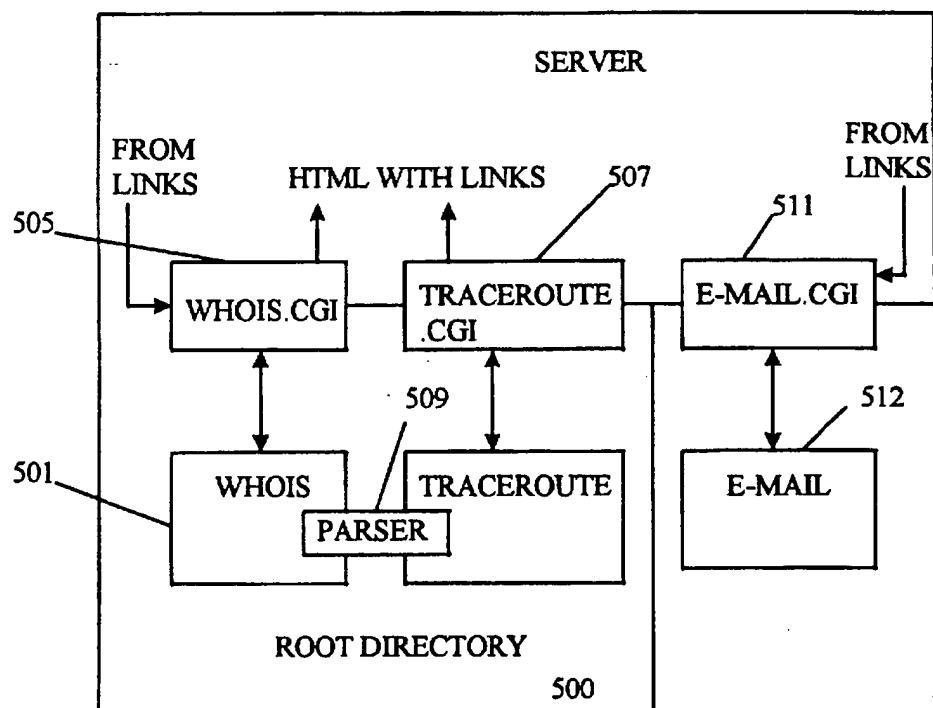 SERVER
FROM
LINKS
HTML WITH LINKS
507
FROM
LINKS
505
511
WHOIS.CGI
TRACEROUTE
.CGI
E-MAIL.CGI
509
512
501
WHOIS
TRACEROUTE
E-MAIL
PARSER
ROOT DIRECTORY
500